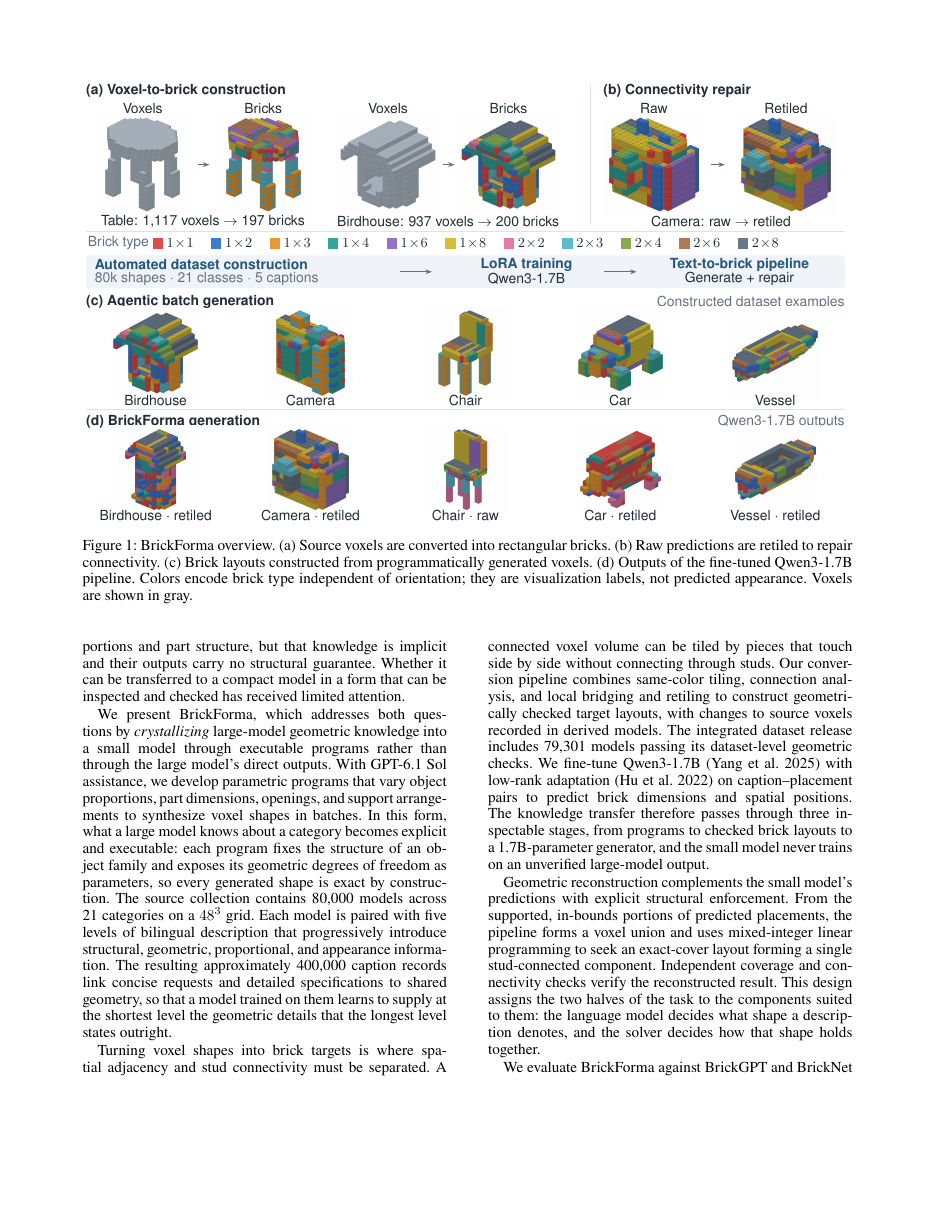 (a) Voxel-to-brick construction
(b) Connectivity repair
Voxels
Bricks
Voxels
Bricks
Raw
Retiled
Table: 1,117 voxels → 197 bricks
Birdhouse: 937 voxels → 200 bricks
Camera: raw → retiled
Brick type 1×1 1×2 1×3 1×4 1×6 1×8 2×2 2×3 2×4 2×6 2×8
Automated dataset construction
80k shapes · 21 classes · 5 captions
LoRA training
Qwen3-1.7B
Text-to-brick pipeline
Generate + repair
(c) Agentic batch generation
Constructed dataset examples
Birdhouse
Camera
Chair
Car
Vessel
(d) BrickForma generation
Qwen3-1.7B outputs
Birdhouse · retiled
Camera · retiled
Chair · raw
Car · retiled
Vessel · retiled
Figure 1: BrickForma overview. (a) Source voxels are converted into rectangular bricks. (b) Raw predictions are retiled to repair
connectivity. (c) Brick layouts constructed from programmatically generated voxels. (d) Outputs of the fine-tuned Qwen3-1.7B
pipeline. Colors encode brick type independent of orientation; they are visualization labels, not predicted appearance. Voxels
are shown in gray.
portions and part structure, but that knowledge is implicit
and their outputs carry no structural guarantee. Whether it
can be transferred to a compact model in a form that can be
inspected and checked has received limited attention.
We present BrickForma, which addresses both ques-
tions by crystallizing large-model geometric knowledge into
a small model through executable programs rather than
through the large model's direct outputs. With GPT-6.1 Sol
assistance, we develop parametric programs that vary object
proportions, part dimensions, openings, and support arrange-
ments to synthesize voxel shapes in batches. In this form,
what a large model knows about a category becomes explicit
and executable: each program fixes the structure of an ob-
ject family and exposes its geometric degrees of freedom as
parameters, so every generated shape is exact by construc-
tion. The source collection contains 80,000 models across
21 categories on a 48³ grid. Each model is paired with five
levels of bilingual description that progressively introduce
structural, geometric, proportional, and appearance informa-
tion. The resulting approximately 400,000 caption records
link concise requests and detailed specifications to shared
geometry, so that a model trained on them learns to supply at
the shortest level the geometric details that the longest level
states outright.
Turning voxel shapes into brick targets is where spa-
tial adjacency and stud connectivity must be separated. A
connected voxel volume can be tiled by pieces that touch
side by side without connecting through studs. Our conver-
sion pipeline combines same-color tiling, connection anal-
ysis, and local bridging and retiling to construct geometri-
cally checked target layouts, with changes to source voxels
recorded in derived models. The integrated dataset release
includes 79,301 models passing its dataset-level geometric
checks. We fine-tune Qwen3-1.7B (Yang et al. 2025) with
low-rank adaptation (Hu et al. 2022) on caption–placement
pairs to predict brick dimensions and spatial positions.
The knowledge transfer therefore passes through three in-
spectable stages, from programs to checked brick layouts to
a 1.7B-parameter generator, and the small model never trains
on an unverified large-model output.
Geometric reconstruction complements the small model's
predictions with explicit structural enforcement. From the
supported, in-bounds portions of predicted placements, the
pipeline forms a voxel union and uses mixed-integer linear
programming to seek an exact-cover layout forming a single
stud-connected component. Independent coverage and con-
nectivity checks verify the reconstructed result. This design
assigns the two halves of the task to the components suited
to them: the language model decides what shape a descrip-
tion denotes, and the solver decides how that shape holds
together.
We evaluate BrickForma against BrickGPT and BrickNet